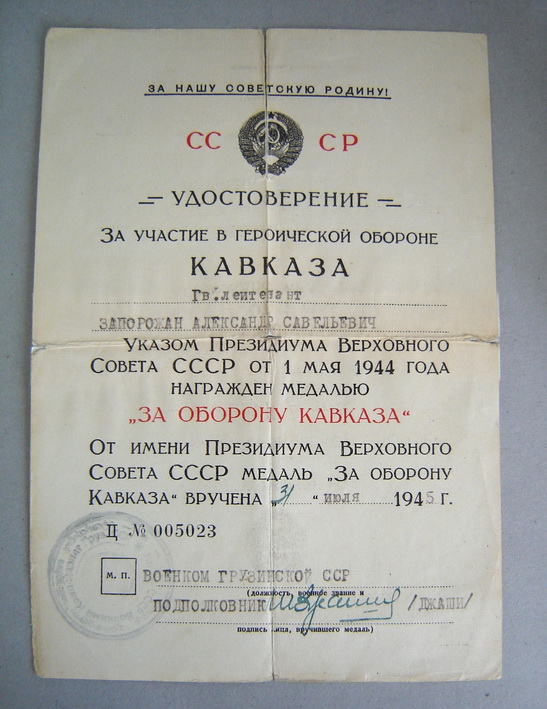 ЗА НАШУ СОВЕТСКУЮ РОДИНУ!
СС СР
УДОСТОВЕРЕНИЕ
ЗА УЧАСТИЕ В ГЕРОИЧЕСКОЙ ОБОРОНЕ
КАВКАЗА
Гв.лейтенант
ЗАПОРОЖАН АЛЕКСАНДР САВЕЛЬЕВИЧ
УКАЗОМ ПРЕЗИДИУМА ВЕРХОВНОГО
СОВЕТА СССР ОТ 1 МАЯ 1944 ГОДА
НАГРАЖДЕН МЕДАЛЬЮ
„ЗА ОБОРОНУ КАВКАЗА“
ОТ ИМЕНИ ПРЕЗИДИУМА ВЕРХОВНОГО
СОВЕТА СССР МЕДАЛЬ „ЗА ОБОРОНУ
КАВКАЗА“ ВРУЧЕНА „31“ июля 1945 Г.
Ц № 005023
М. П.
ВОЕНКОМ ГРУЗИНСКОЙ ССР
(должность, военное звание и
ПОДПОЛКОВНИК /ДЖАШИ/
подпись лица, вручившего медаль)